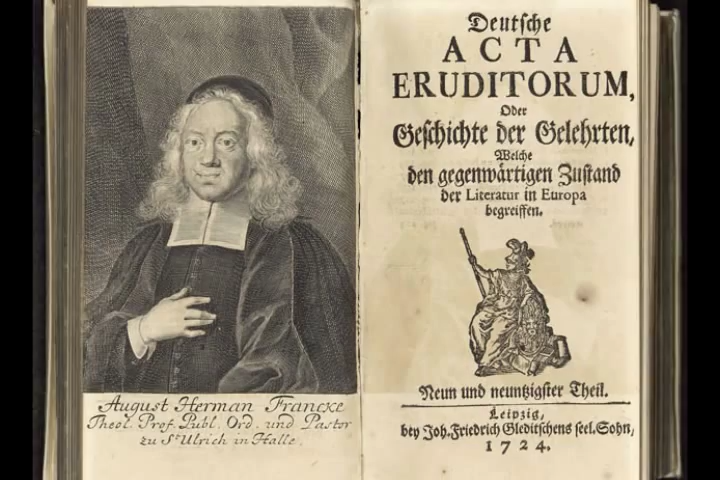 August Herman Francke
Theol. Prof. Publ. Ord. und Pastor
zu St Ulrich in Halle.
Deutsche
ACTA
ERUDITORUM,
Oder
Geschichte der Gelehrten,
Welche
den gegenwärtigen Zustand
der Literatur in Europa
begreiffen.
Neun und neuntzigster Theil.
Leipzig,
bey Joh. Friedrich Gleditschens seel. Sohn,
1724.